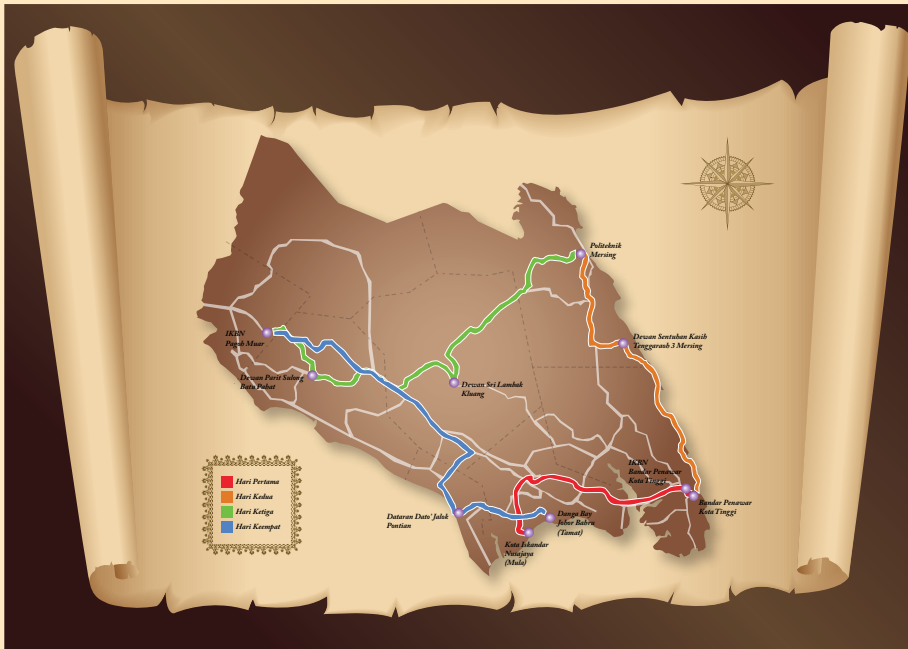 Politeknik
Mersing
IKBN
Pagoh Muar
Dewan Sentuhan Kasih
Tenggaroh 3 Mersing
Dewan Parit Sulong
Batu Pahat
Dewan Sri Lambak
Kluang
IKBN
Bandar Penawar
Kota Tinggi
Bandar Penawar
Kota Tinggi
Dataran Dato' Jalok
Pontian
Danga Bay
Johor Bahru
(Tamat)
Kota Iskandar
Nusajaya
(Mula)
Hari Pertama
Hari Kedua
Hari Ketiga
Hari Keempat